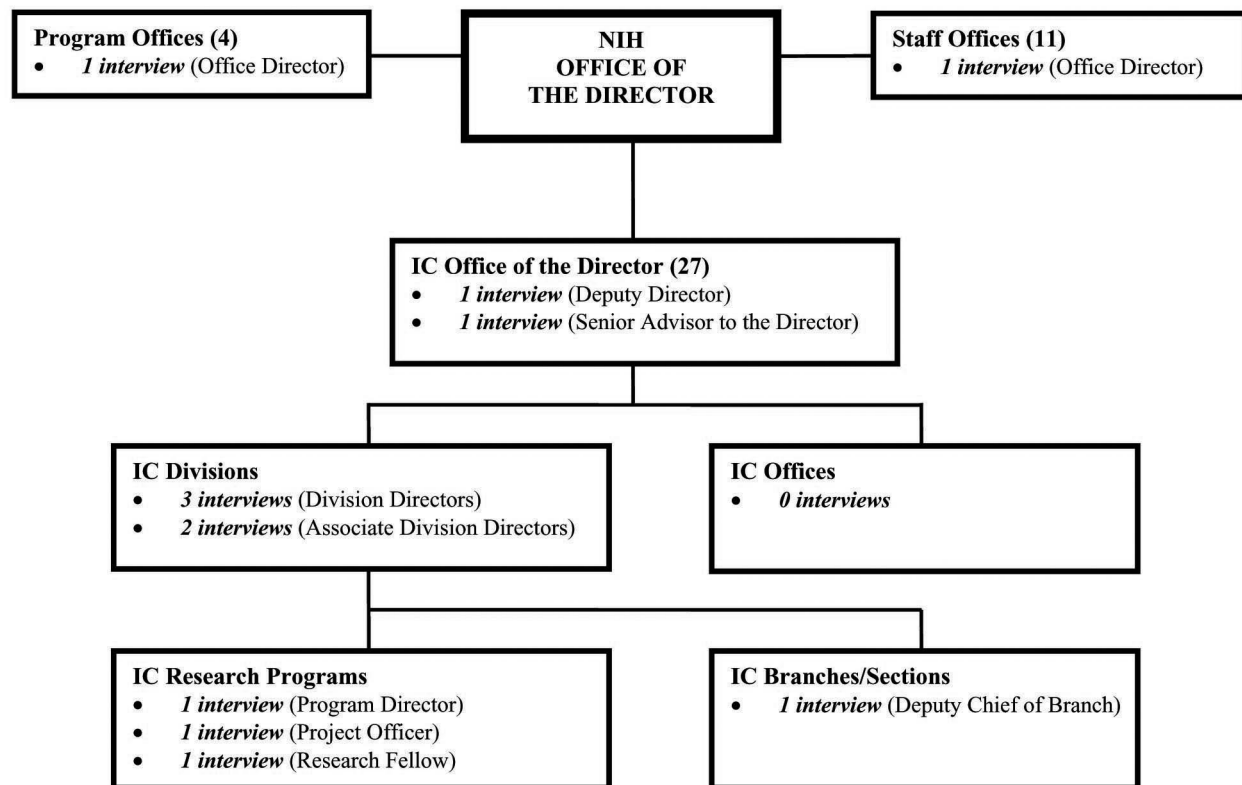 Program Offices (4)
• 1 interview (Office Director)
NIH
OFFICE OF
THE DIRECTOR
Staff Offices (11)
• 1 interview (Office Director)
IC Office of the Director (27)
• 1 interview (Deputy Director)
• 1 interview (Senior Advisor to the Director)
IC Divisions
• 3 interviews (Division Directors)
• 2 interviews (Associate Division Directors)
IC Offices
• 0 interviews
IC Research Programs
• 1 interview (Program Director)
• 1 interview (Project Officer)
• 1 interview (Research Fellow)
IC Branches/Sections
• 1 interview (Deputy Chief of Branch)